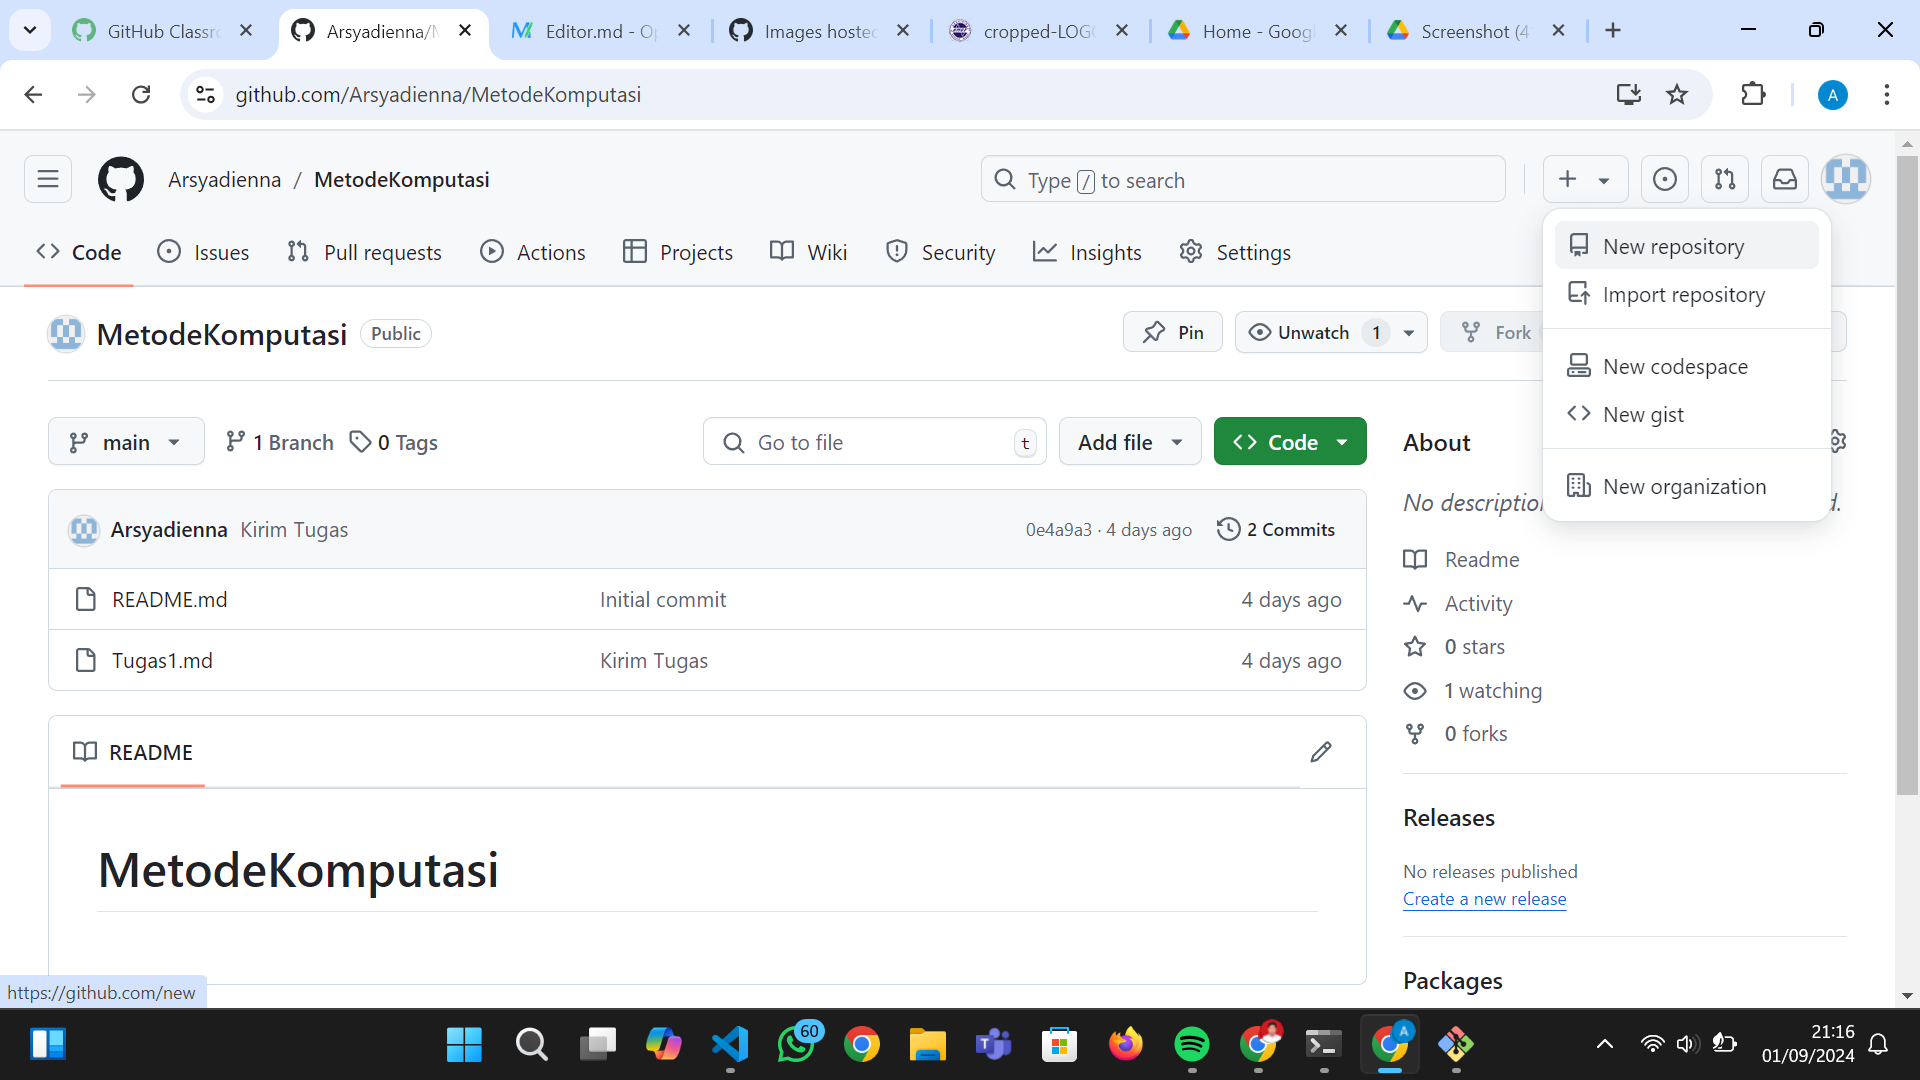 GitHub Classr
Arsyadienna/M
Editor.md - Op
Images hosted
cropped-LOGO
Home - Googl
Screenshot (4
github.com/Arsyadienna/MetodeKomputasi
A
Arsyadienna / MetodeKomputasi
Type / to search
Code
Issues
Pull requests
Actions
Projects
Wiki
Security
Insights
Settings
New repository
Import repository
New codespace
New gist
New organization
MetodeKomputasi
Public
Pin
Unwatch 1
Fork
main
1 Branch
0 Tags
Go to file
t
Add file
Code
Arsyadienna Kirim Tugas
0e4a9a3 · 4 days ago
2 Commits
README.md
Initial commit
4 days ago
Tugas1.md
Kirim Tugas
4 days ago
README
MetodeKomputasi
About
No description
d.
Readme
Activity
0 stars
1 watching
0 forks
Releases
No releases published
Create a new release
Packages
https://github.com/new
60
A
21:16
01/09/2024